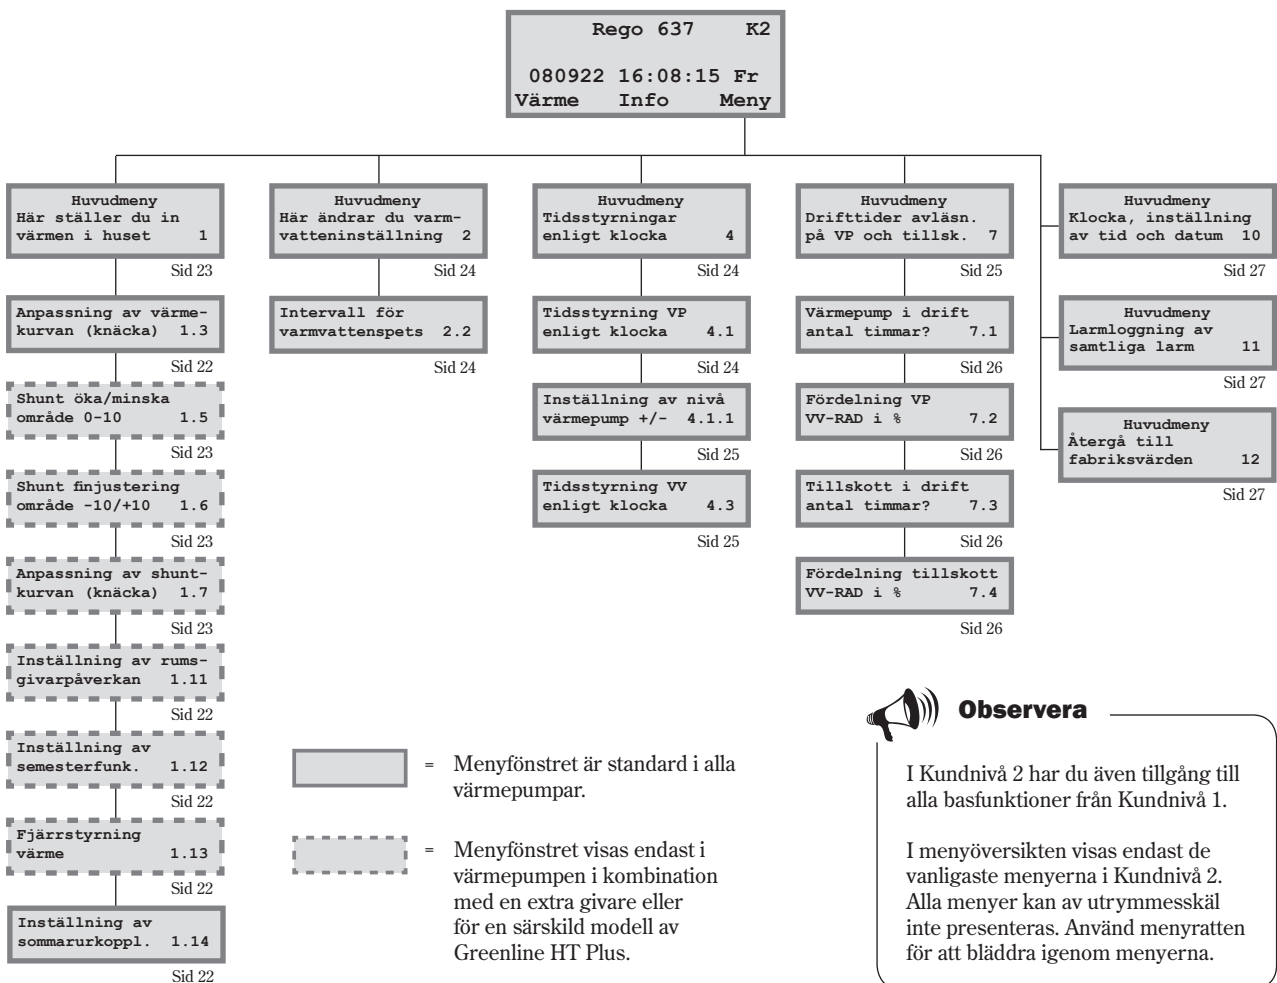 Rego 637 K2
080922 16:08:15 Fr
Värme Info Meny
Huvudmeny
Här ställer du in
värmen i huset 1
Sid 23
Anpassning av värme-
kurvan (knäcka) 1.3
Sid 22
Shunt öka/minska
område 0-10 1.5
Sid 23
Shunt finjustering
område -10/+10 1.6
Sid 23
Anpassning av shunt-
kurvan (knäcka) 1.7
Sid 23
Inställning av rums-
givarpåverkan 1.11
Sid 22
Inställning av
semesterfunk. 1.12
Sid 22
Fjärrstyrning
värme 1.13
Sid 22
Inställning av
sommarurkoppl. 1.14
Sid 22
Huvudmeny
Här ändrar du varm-
vatteninställning 2
Sid 24
Intervall för
varmvattenspets 2.2
Sid 24
Huvudmeny
Tidsstyrningar
enligt klocka 4
Sid 24
Tidsstyrning VP
enligt klocka 4.1
Sid 24
Inställning av nivå
värmepump +/- 4.1.1
Sid 25
Tidsstyrning VV
enligt klocka 4.3
Sid 25
Huvudmeny
Drifttider avläsn.
på VP och tillsk. 7
Sid 25
Värmepump i drift
antal timmar? 7.1
Sid 26
Fördelning VP
VV-RAD i % 7.2
Sid 26
Tillskott i drift
antal timmar? 7.3
Sid 26
Fördelning tillskott
VV-RAD i % 7.4
Sid 26
Huvudmeny
Klocka, inställning
av tid och datum 10
Sid 27
Huvudmeny
Larmloggning av
samtliga larm 11
Sid 27
Huvudmeny
Återgå till
fabriksvärden 12
Sid 27
= Menyfönstret är standard i alla
värmepumpar.
= Menyfönstret visas endast i
värmepumpen i kombination
med en extra givare eller
för en särskild modell av
Greenline HT Plus.
Observera
I Kundnivå 2 har du även tillgång till
alla basfunktioner från Kundnivå 1.
I menyöversikten visas endast de
vanligaste menyerna i Kundnivå 2.
Alla menyer kan av utrymmesskäl
inte presenteras. Använd menyratten
för att bläddra igenom menyerna.